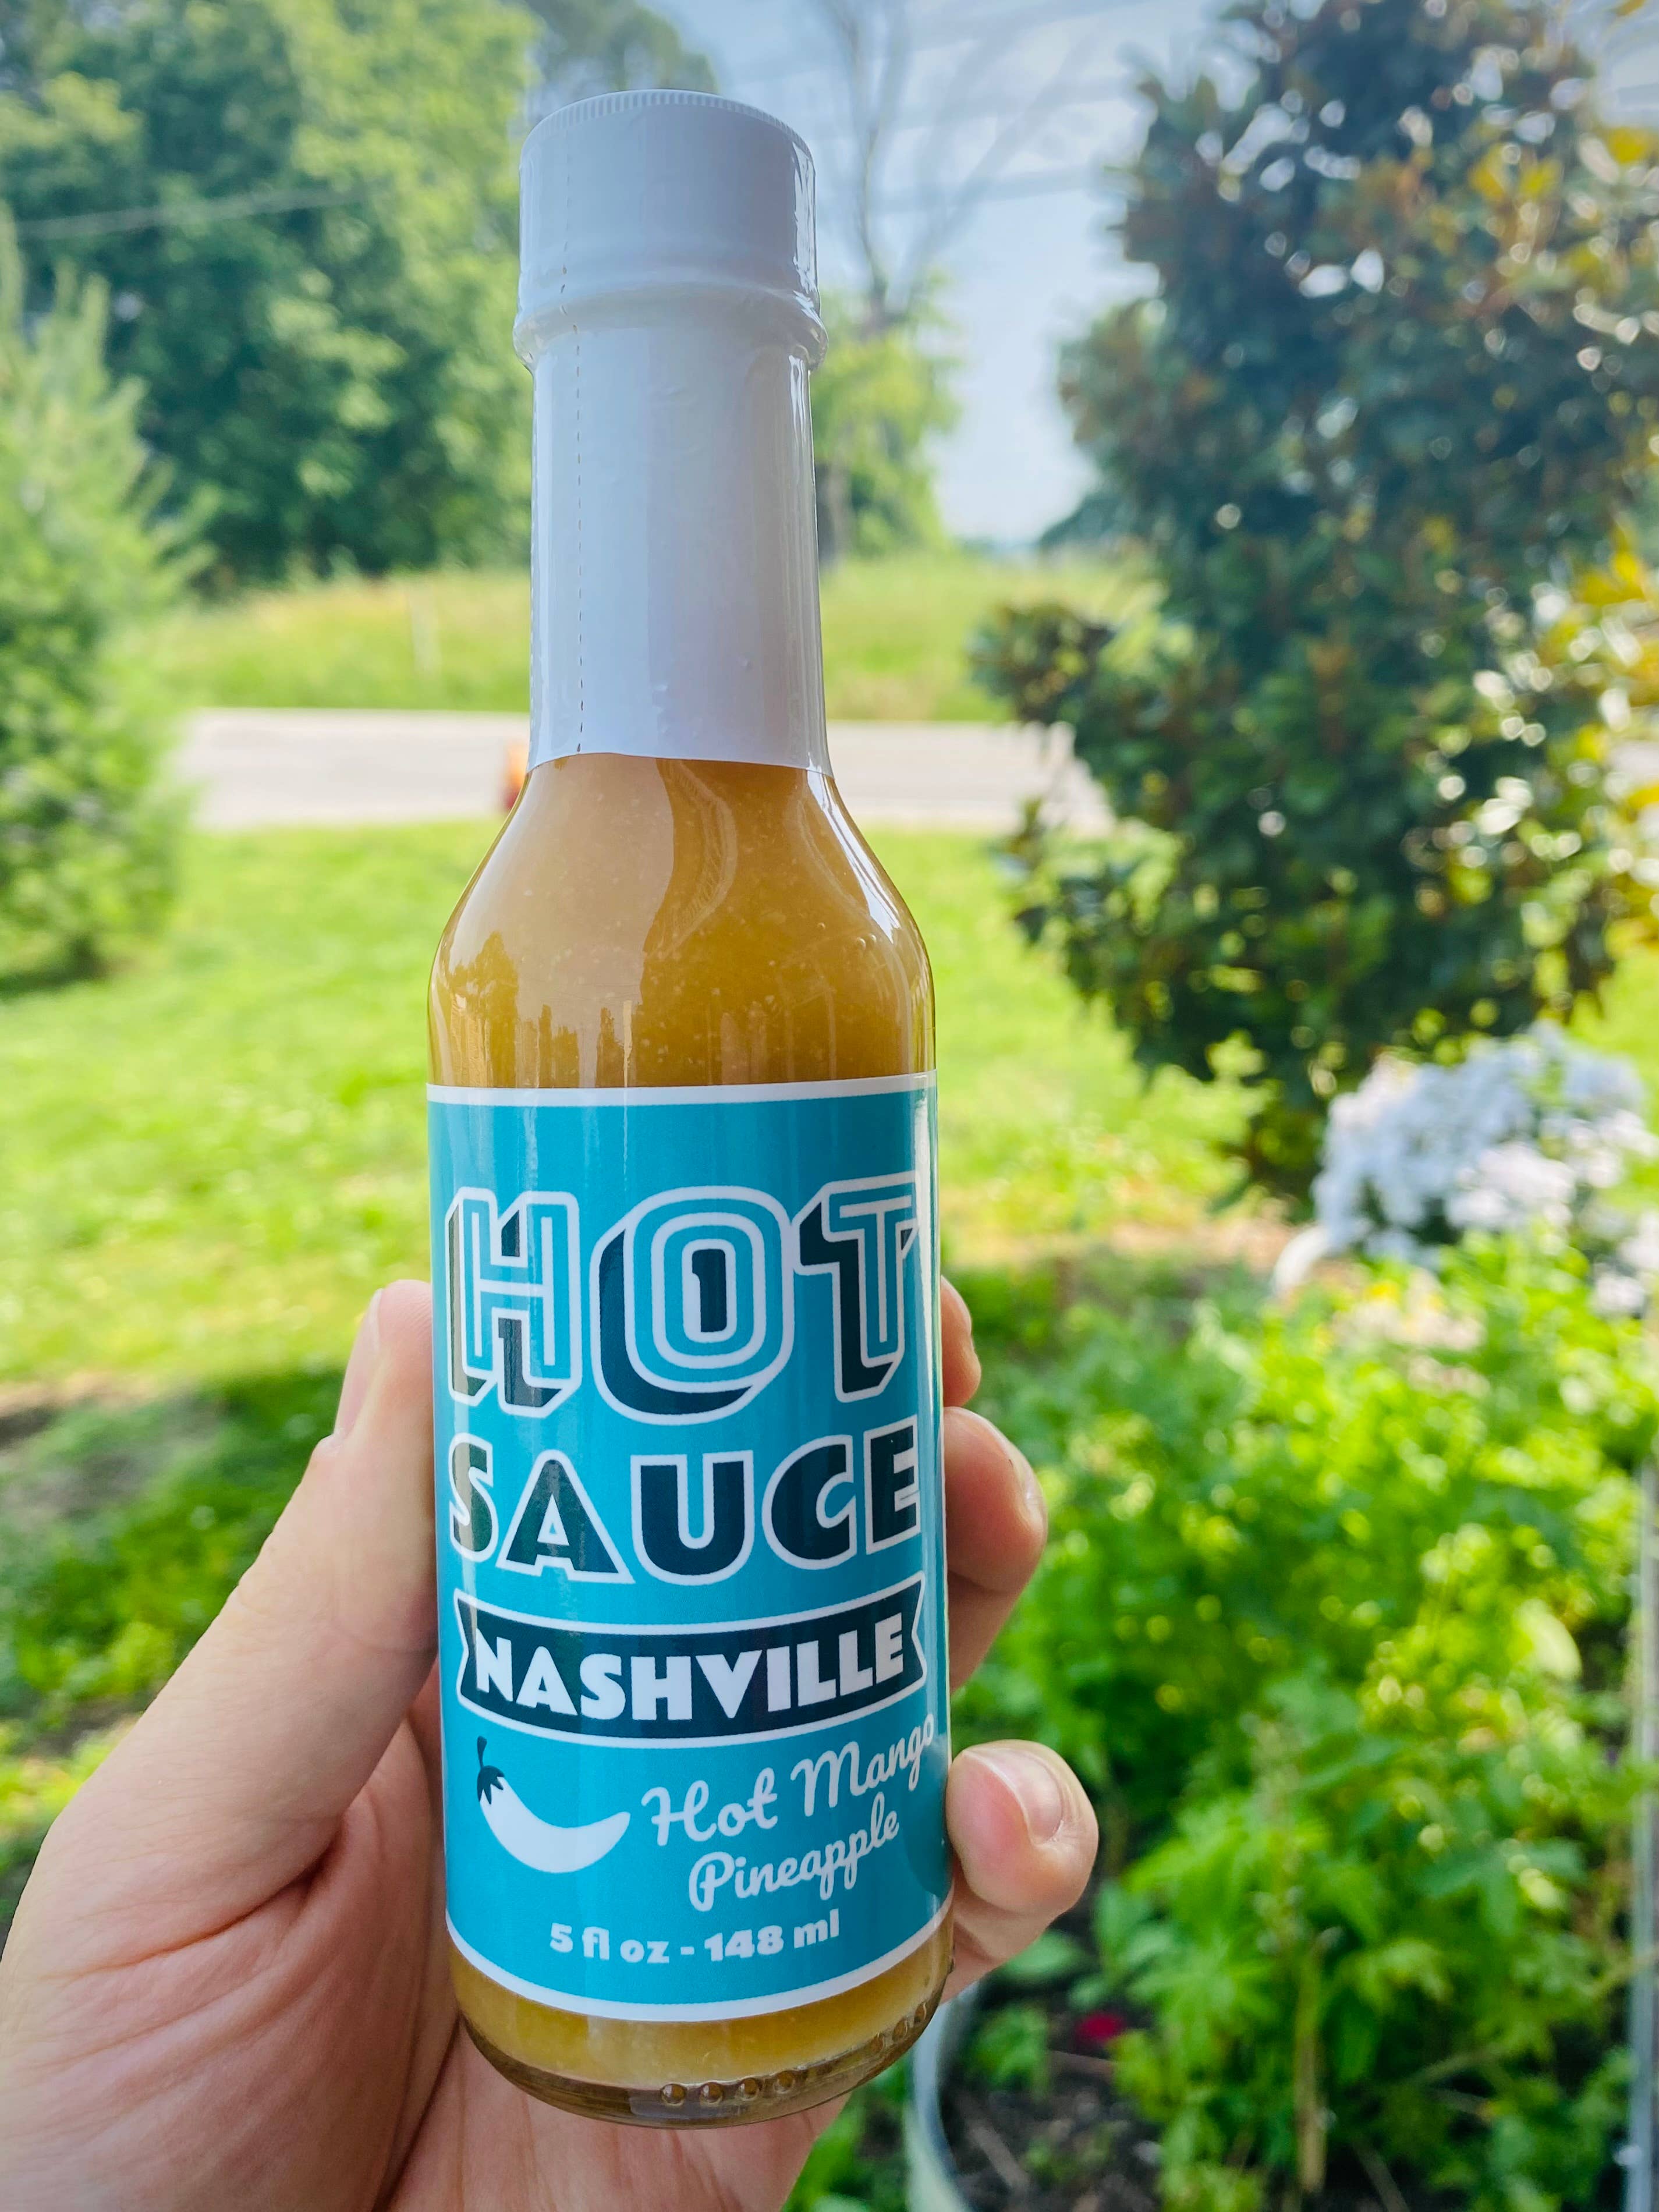 HOT
SAUCE
NASHVILLE
Hot Mango
Pineapple
5 fl oz - 148 ml